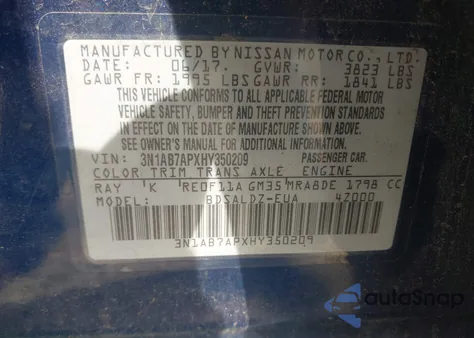 MANUFACTURED BY NISSAN MOTOR CO., LTD.
DATE: 06/17. GVWR: 3823 LBS
GAWR FR: 1995 LBS GAWR RR: 1841 LBS
THIS VEHICLE CONFORMS TO ALL APPLICABLE FEDERAL MOTOR
VEHICLE SAFETY, BUMPER AND THEFT PREVENTION
STANDARDS IN EFFECT ON THE DATE OF MANUFACTURE SHOWN
ABOVE. SEE OWNER'S MANUAL FOR ADDITIONAL INFORMATION.
VIN: 3N1AB7APXHY350209 PASSENGER CAR
COLOR TRIM TRANS AXLE ENGINE
RAY K RE0F11A GM35 MRA8DE 1798 CC
BDSALDZ-EUA 4Z000
3N1AB7APXHY350209
autoSnap